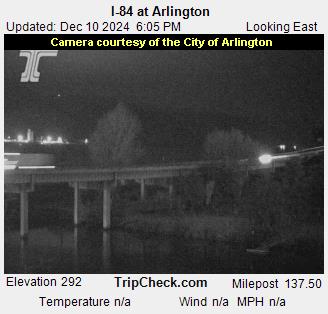 I-84 at Arlington
Updated: Dec 10 2024 6:05 PM Looking East
Camera courtesy of the City of Arlington
Elevation 292 TripCheck.com Milepost 137.50
Temperature n/a Wind n/a MPH n/a